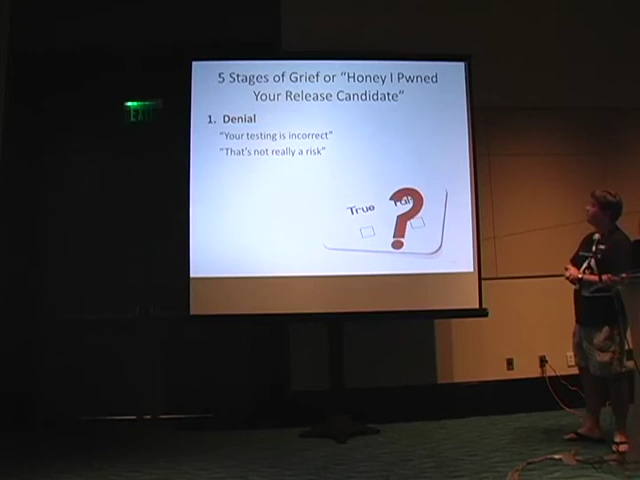 5 Stages of Grief or “Honey I Pwned
Your Release Candidate”
1. Denial
“Your testing is incorrect”
“That’s not really a risk”
True
EXIT